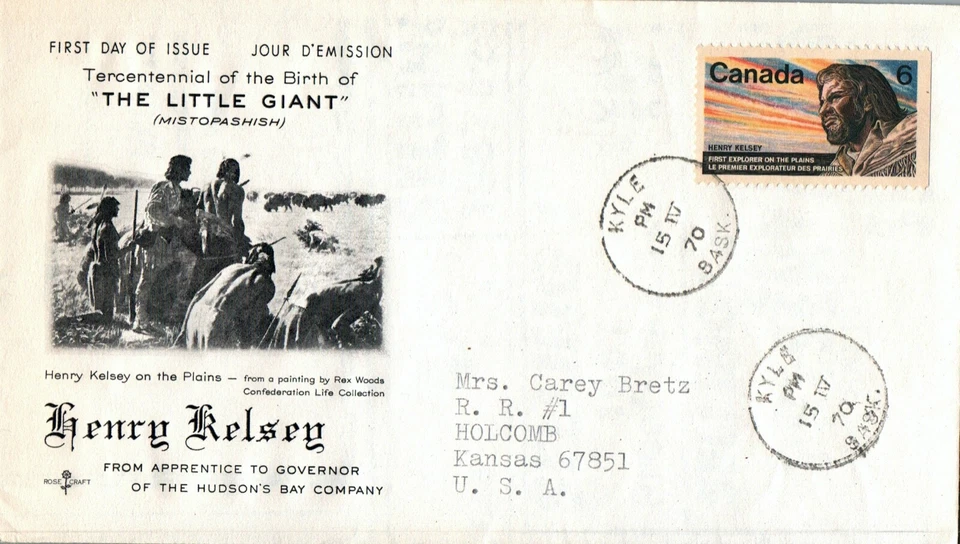 FIRST DAY OF ISSUE JOUR D'EMISSION
Tercentennial of the Birth of
"THE LITTLE GIANT"
(MISTOPASHISH)
Henry Kelsey on the Plains — from a painting by Rex Woods
Confederation Life Collection
Henry Kelsey
FROM APPRENTICE TO GOVERNOR
OF THE HUDSON'S BAY COMPANY
ROSE CRAFT
Canada 6
HENRY KELSEY
FIRST EXPLORER ON THE PLAINS
LE PREMIER EXPLORATEUR DES PRAIRIES
KYLE
PM
15 IV
70
SASK.
Mrs. Carey Bretz
R. R. #1
HOLCOMB
Kansas 67851
U. S. A.
KYLE
PM
15 IV
70
SASK.